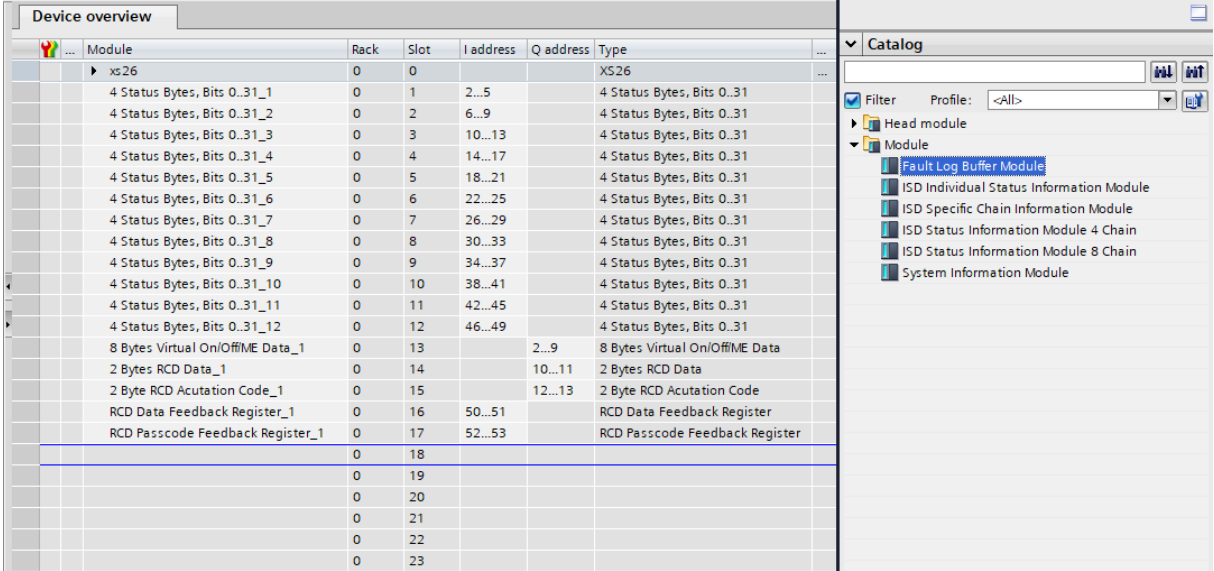 Device overview
... Module Rack Slot I address Q address Type ...
xs26 0 0 XS26 ...
4 Status Bytes, Bits 0..31_1 0 1 2...5 4 Status Bytes, Bits 0..31
4 Status Bytes, Bits 0..31_2 0 2 6...9 4 Status Bytes, Bits 0..31
4 Status Bytes, Bits 0..31_3 0 3 10...13 4 Status Bytes, Bits 0..31
4 Status Bytes, Bits 0..31_4 0 4 14...17 4 Status Bytes, Bits 0..31
4 Status Bytes, Bits 0..31_5 0 5 18...21 4 Status Bytes, Bits 0..31
4 Status Bytes, Bits 0..31_6 0 6 22...25 4 Status Bytes, Bits 0..31
4 Status Bytes, Bits 0..31_7 0 7 26...29 4 Status Bytes, Bits 0..31
4 Status Bytes, Bits 0..31_8 0 8 30...33 4 Status Bytes, Bits 0..31
4 Status Bytes, Bits 0..31_9 0 9 34...37 4 Status Bytes, Bits 0..31
4 Status Bytes, Bits 0..31_10 0 10 38...41 4 Status Bytes, Bits 0..31
4 Status Bytes, Bits 0..31_11 0 11 42...45 4 Status Bytes, Bits 0..31
4 Status Bytes, Bits 0..31_12 0 12 46...49 4 Status Bytes, Bits 0..31
8 Bytes Virtual On/Off/ME Data_1 0 13 2...9 8 Bytes Virtual On/Off/ME Data
2 Bytes RCD Data_1 0 14 10...11 2 Bytes RCD Data
2 Byte RCD Acutation Code_1 0 15 12...13 2 Byte RCD Acutation Code
RCD Data Feedback Register_1 0 16 50...51 RCD Data Feedback Register
RCD Passcode Feedback Register_1 0 17 52...53 RCD Passcode Feedback Register
0 18
0 19
0 20
0 21
0 22
0 23
Catalog
Filter Profile: <All>
Head module
Module
Fault Log Buffer Module
ISD Individual Status Information Module
ISD Specific Chain Information Module
ISD Status Information Module 4 Chain
ISD Status Information Module 8 Chain
System Information Module